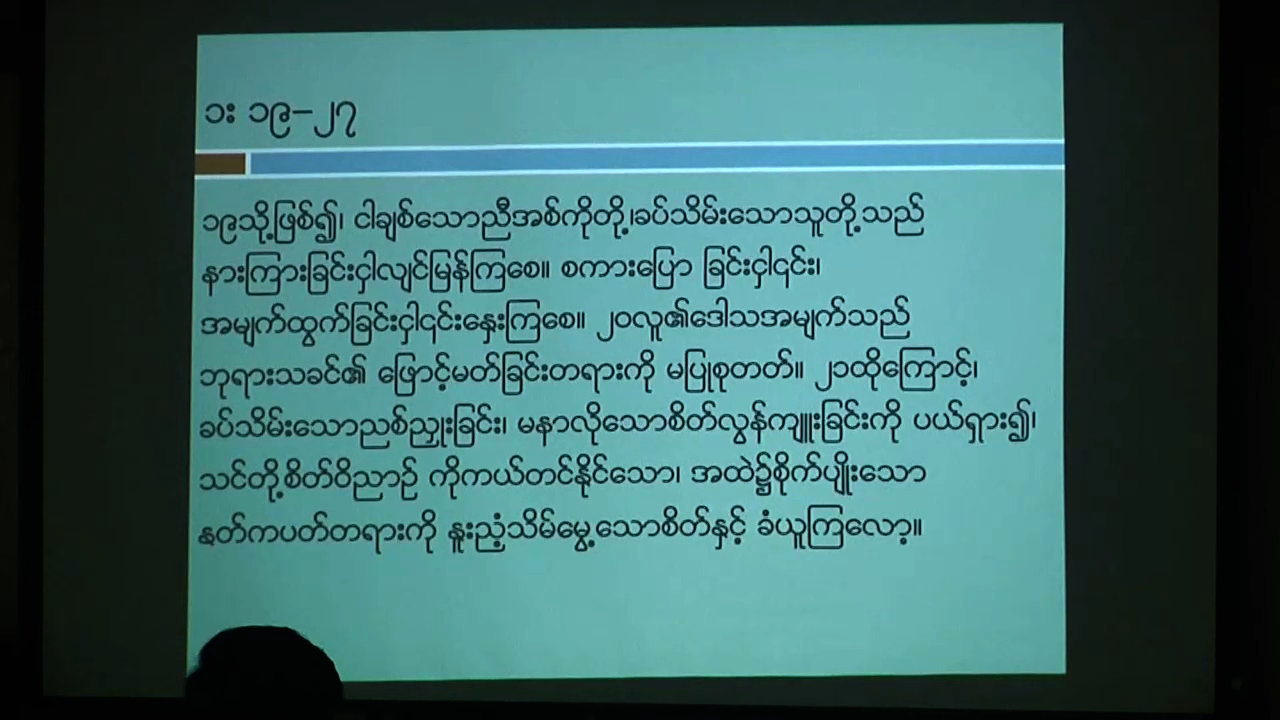 ၁း ၁၉–၂၇
၁၉သို့ဖြစ်၍၊ ငါချစ်သောညီအစ်ကိုတို့၊ခပ်သိမ်းသောသူတို့သည်
နားကြားခြင်းငှါလျင်မြန်ကြစေ။ စကားပြော ခြင်းငှါ၎င်း၊
အမျက်ထွက်ခြင်းငှါ၎င်းနှေးကြစေ။ ၂၀လူ၏ဒေါသအမျက်သည်
ဘုရားသခင်၏ ဖြောင့်မတ်ခြင်းတရားကို မပြုစုတတ်။ ၂၁ထိုကြောင့်၊
ခပ်သိမ်းသောညစ်ညှူးခြင်း၊ မနာလိုသောစိတ်လွန်ကျူးခြင်းကို ပယ်ရှား၍၊
သင်တို့စိတ်ဝိညာဉ် ကိုကယ်တင်နိုင်သော၊ အထဲ၌စိုက်ပျိုးသော
နှုတ်ကပတ်တရားကို နူးညံ့သိမ်မွေ့သောစိတ်နှင့် ခံယူကြလော့။